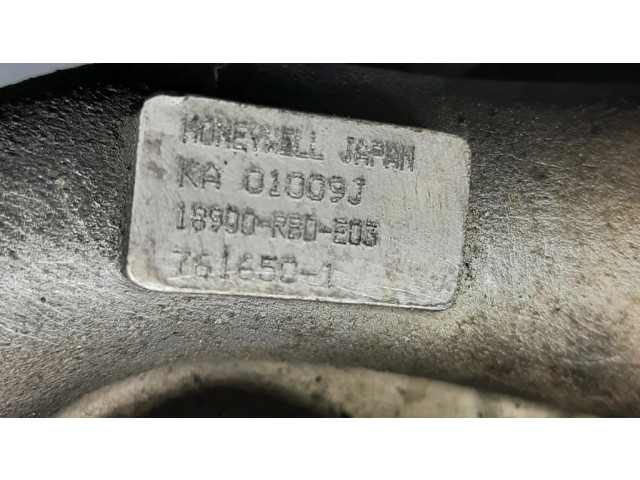 HONEYWELL JAPAN
KA 01009J
18900-RBD-E03
761650-1